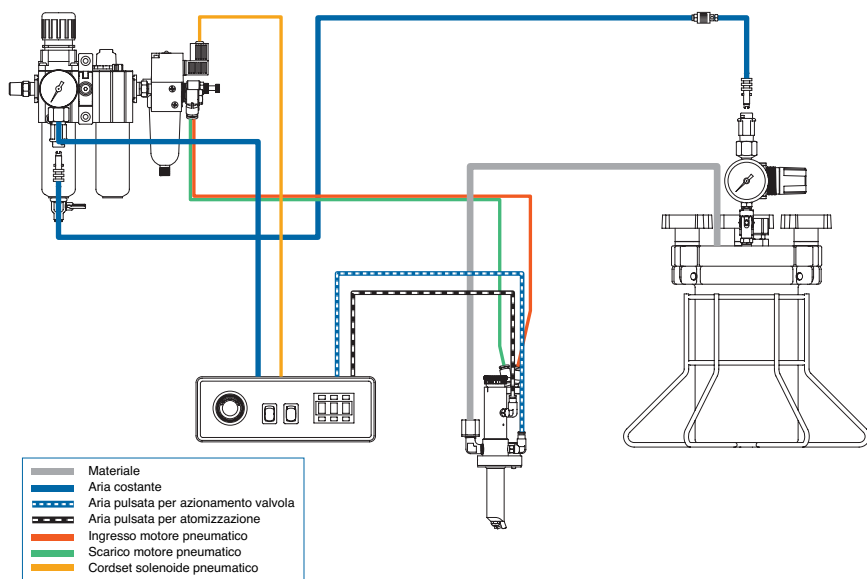 Materiale
Aria costante
Aria pulsata per azionamento valvola
Aria pulsata per atomizzazione
Ingresso motore pneumatico
Scarico motore pneumatico
Cordset solenoide pneumatico